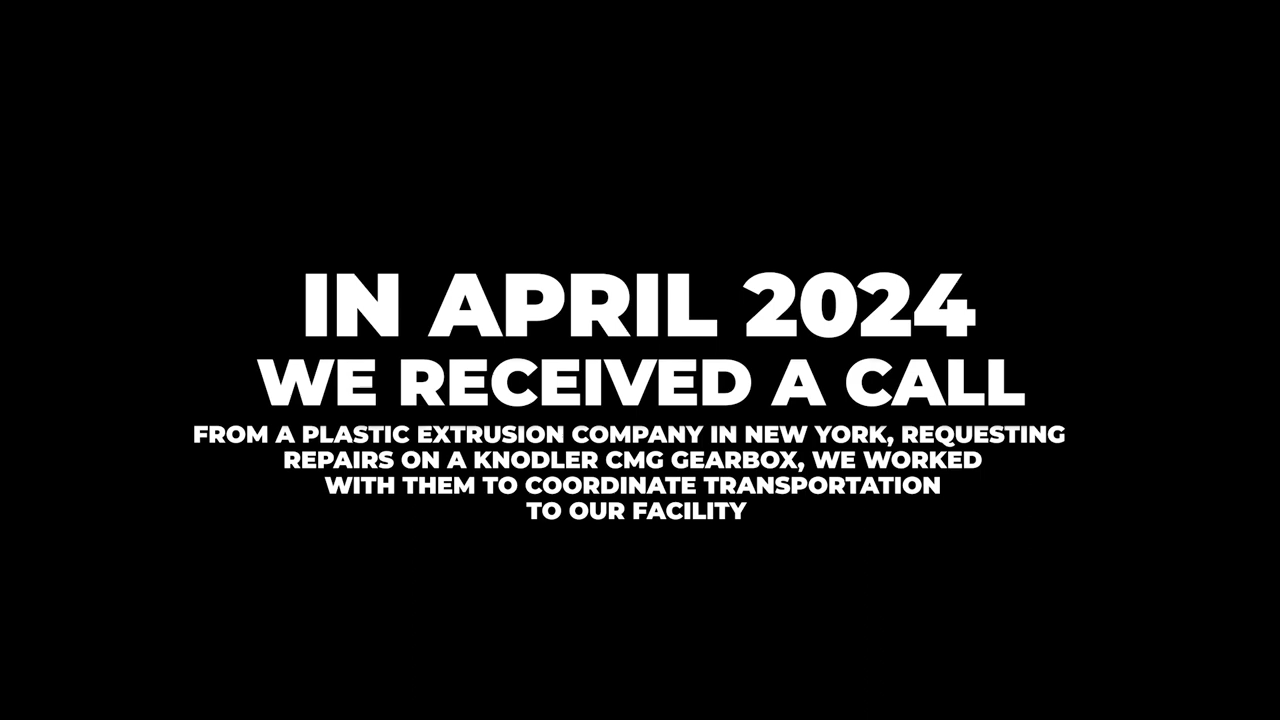 IN APRIL 2024
WE RECEIVED A CALL
FROM A PLASTIC EXTRUSION COMPANY IN NEW YORK, REQUESTING
REPAIRS ON A KNODLER CMG GEARBOX, WE WORKED
WITH THEM TO COORDINATE TRANSPORTATION
TO OUR FACILITY